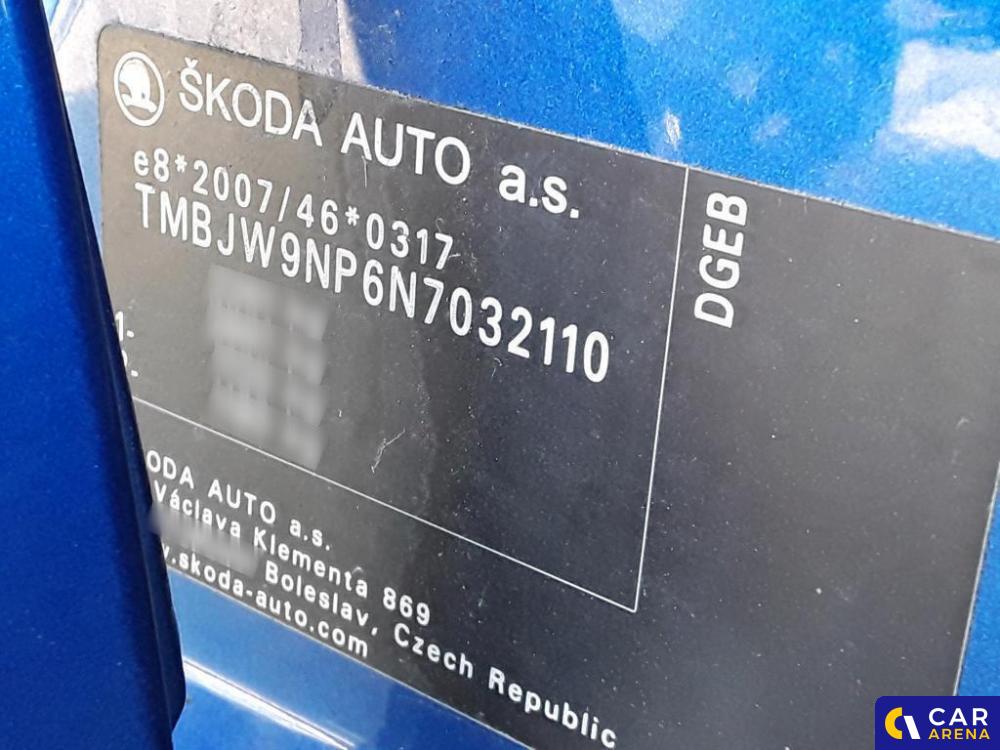 ŠKODA AUTO a.s.
e8*2007/46*0317
TMBJW9NP6N7032110
DGEB
1-
ODA AUTO a.s.
Václava Klementa 869
Boleslav, Czech Republic
.skoda-auto.com
CAR
ARENA